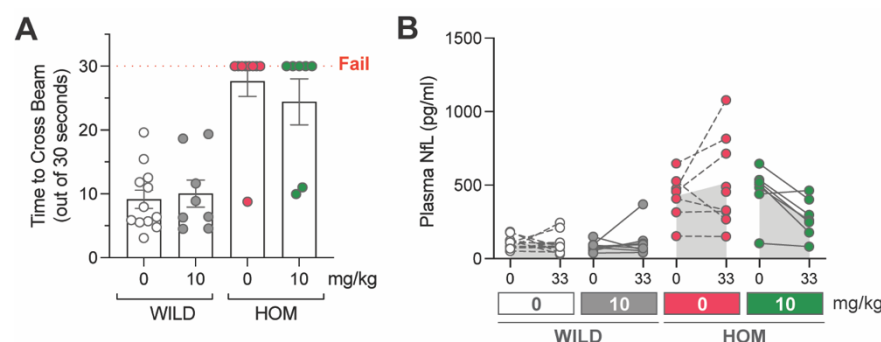 A
Time to Cross Beam
(out of 30 seconds)
30
20
10
0
Fail
0 10 0 10 mg/kg
WILD HOM
B
Plasma NfL (pg/ml)
1500
1000
500
0
0 33 0 33 0 33 0 33
0 10 0 10 mg/kg
WILD HOM